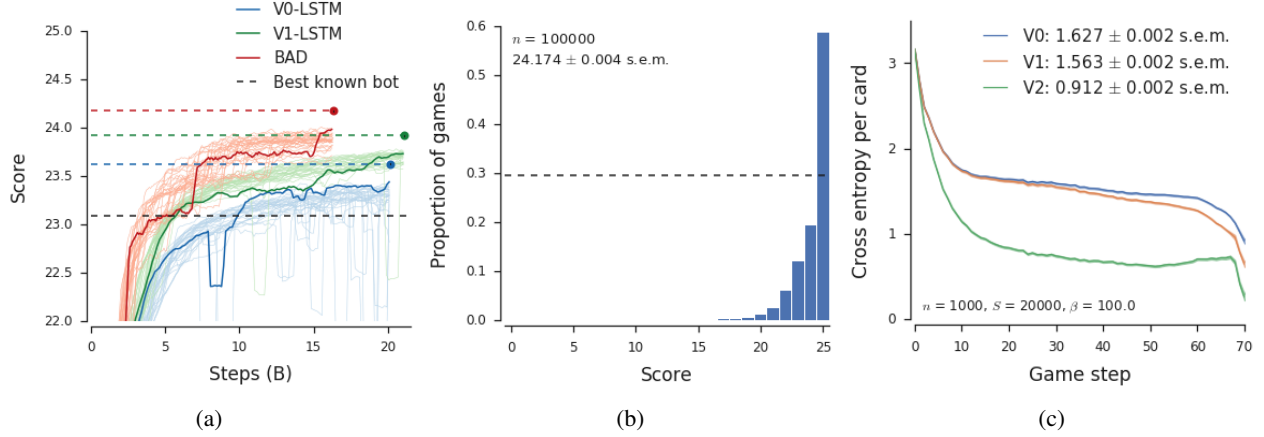 V0-LSTM
V1-LSTM
BAD
Best known bot
25.0
24.5
24.0
23.5
23.0
22.5
22.0
Score
0 5 10 15 20
Steps (B)
(a)
n = 100000
24.174 ± 0.004 s.e.m.
0.6
0.5
0.4
0.3
0.2
0.1
0.0
Proportion of games
0 5 10 15 20 25
Score
(b)
V0: 1.627 ± 0.002 s.e.m.
V1: 1.563 ± 0.002 s.e.m.
V2: 0.912 ± 0.002 s.e.m.
3
2
1
0
Cross entropy per card
n = 1000, S = 20000, β = 100.0
0 10 20 30 40 50 60 70
Game step
(c)